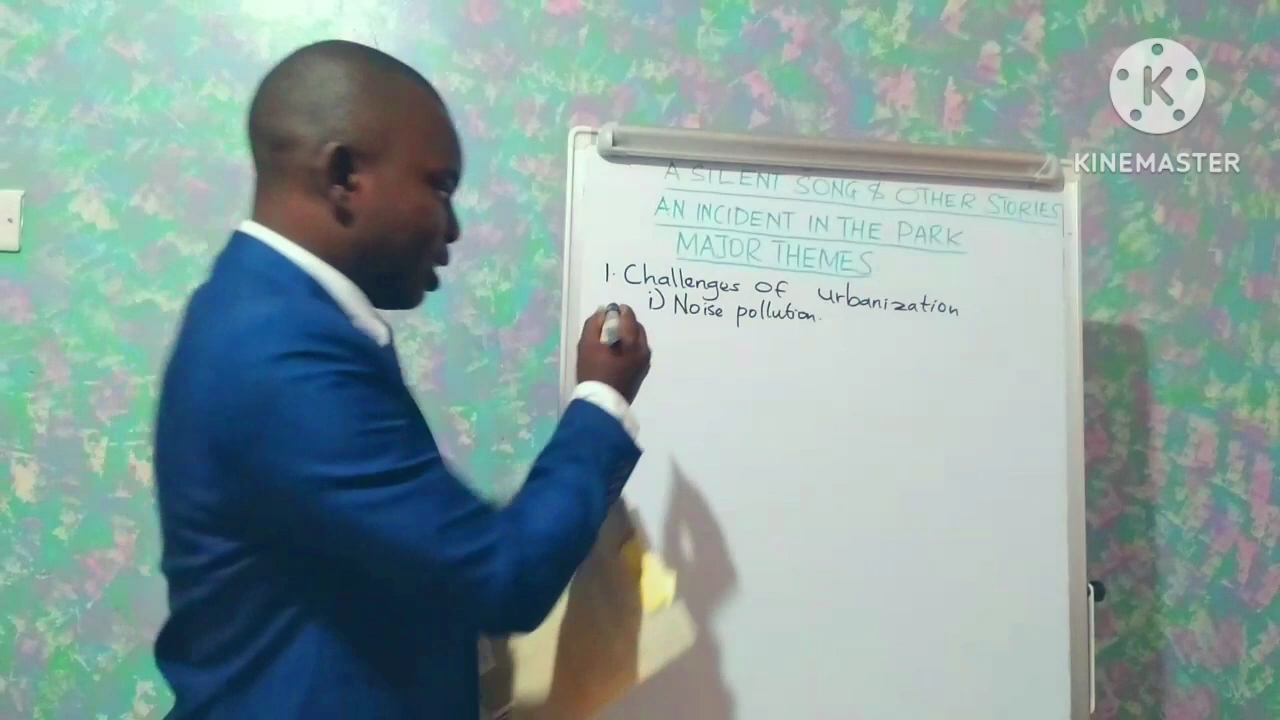 A SILENT SONG & OTHER STORIES
AN INCIDENT IN THE PARK
MAJOR THEMES
1. Challenges of urbanization
i) Noise pollution.
K
KINEMASTER